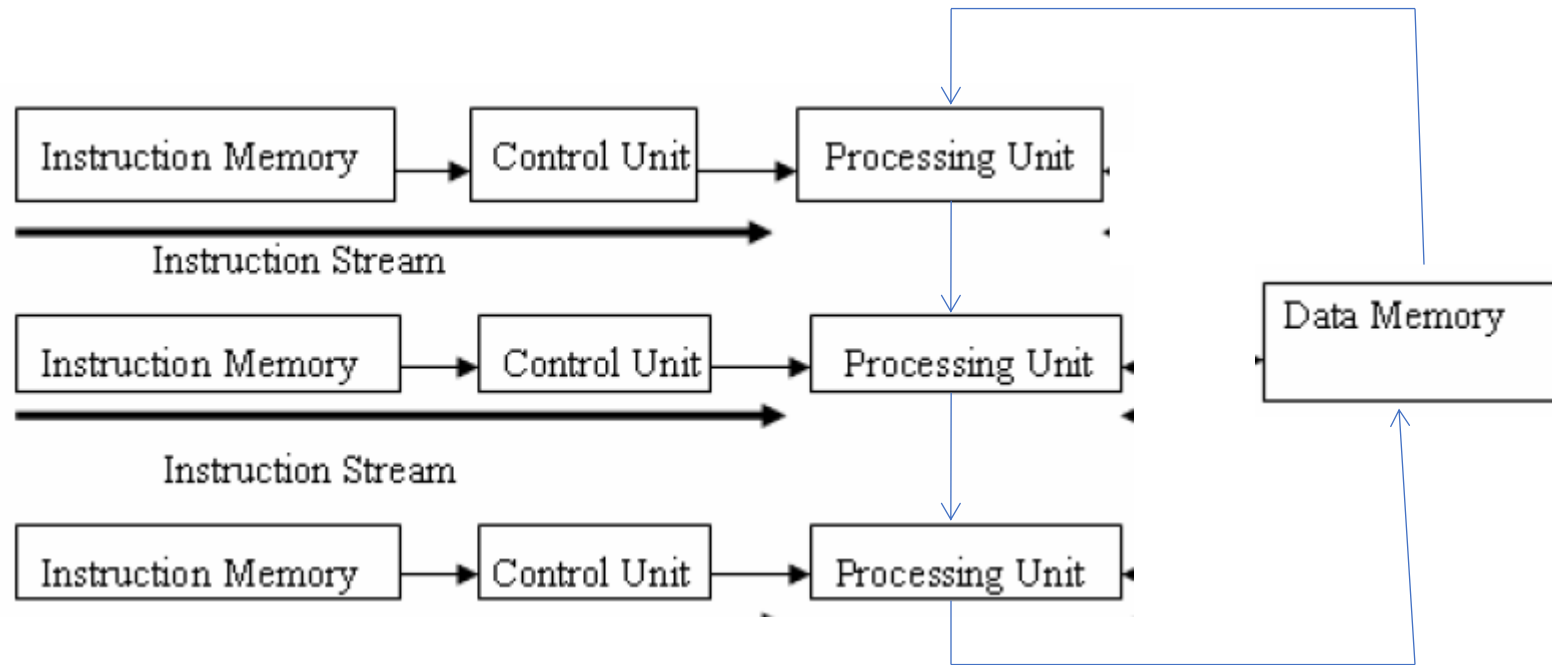 Instruction Memory
Control Unit
Processing Unit
Instruction Stream
Data Memory
Instruction Memory
Control Unit
Processing Unit
Instruction Stream
Instruction Memory
Control Unit
Processing Unit